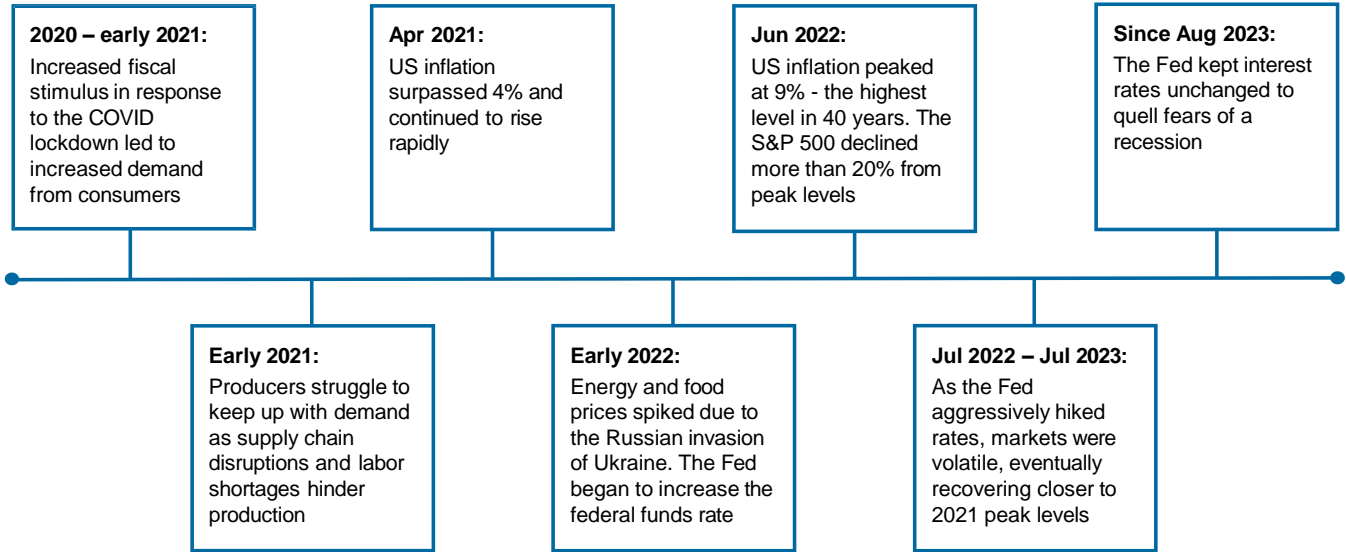 2020 – early 2021:
Increased fiscal
stimulus in response
to the COVID
lockdown led to
increased demand
from consumers
Early 2021:
Producers struggle to
keep up with demand
as supply chain
disruptions and labor
shortages hinder
production
Apr 2021:
US inflation
surpassed 4% and
continued to rise
rapidly
Early 2022:
Energy and food
prices spiked due to
the Russian invasion
of Ukraine. The Fed
began to increase the
federal funds rate
Jun 2022:
US inflation peaked
at 9% - the highest
level in 40 years. The
S&P 500 declined
more than 20% from
peak levels
Jul 2022 – Jul 2023:
As the Fed
aggressively hiked
rates, markets were
volatile, eventually
recovering closer to
2021 peak levels
Since Aug 2023:
The Fed kept interest
rates unchanged to
quell fears of a
recession